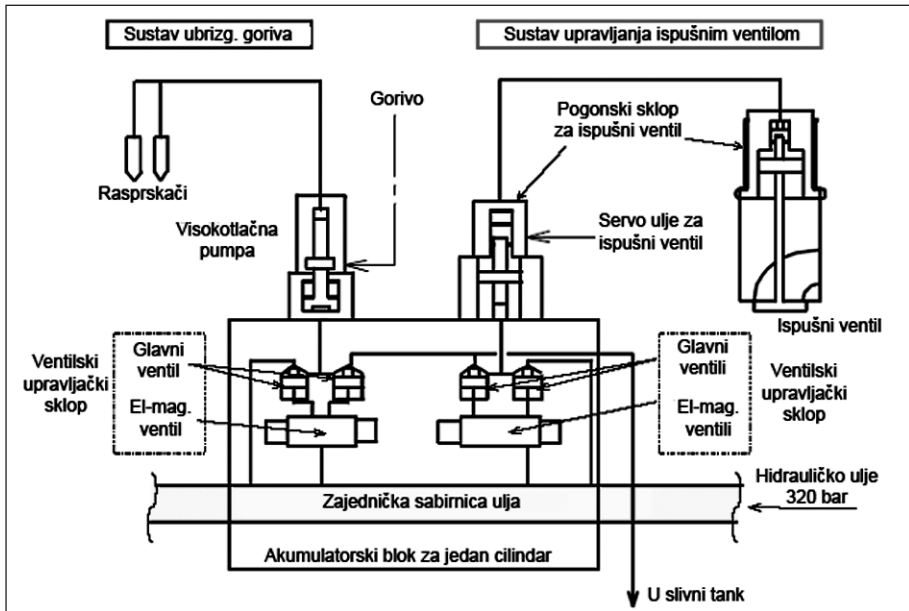 Sustav ubrizg. goriva
Sustav upravljanja ispušnim ventilom
Gorivo
Pogonski sklop
za ispušni ventil
Rasprskači
Visokotlačna
pumpa
Servo ulje za
ispušni ventil
Ispušni ventil
Ventilski
upravljački
sklop
Glavni
ventil
El-mag.
ventil
Glavni
ventili
El-mag.
ventili
Ventilski
upravljački
sklop
Hidrauličko ulje
320 bar
Zajednička sabirnica ulja
Akumulatorski blok za jedan cilindar
U slivni tank